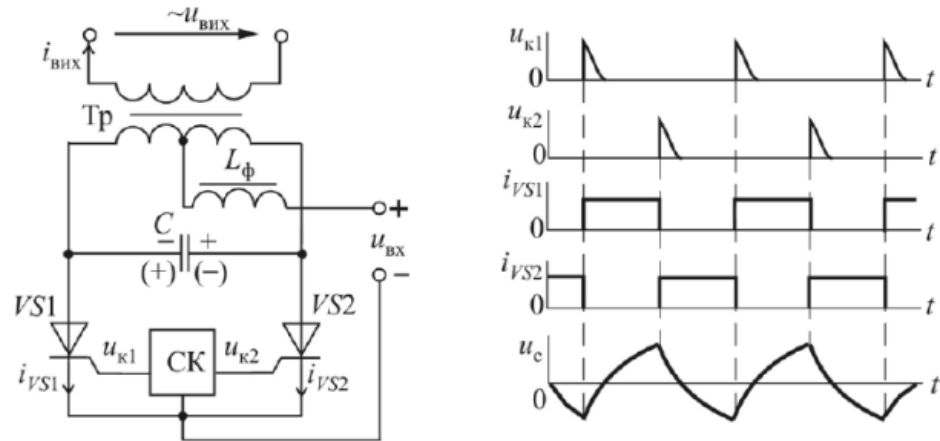 ~uвих
iвих
Тр
Lф
+
C
− +
(+) (−)
uвх
−
VS1
VS2
uк1
СК
uк2
iVS1
iVS2
uк1
0
t
uк2
0
t
iVS1
0
t
iVS2
0
t
uc
0
t